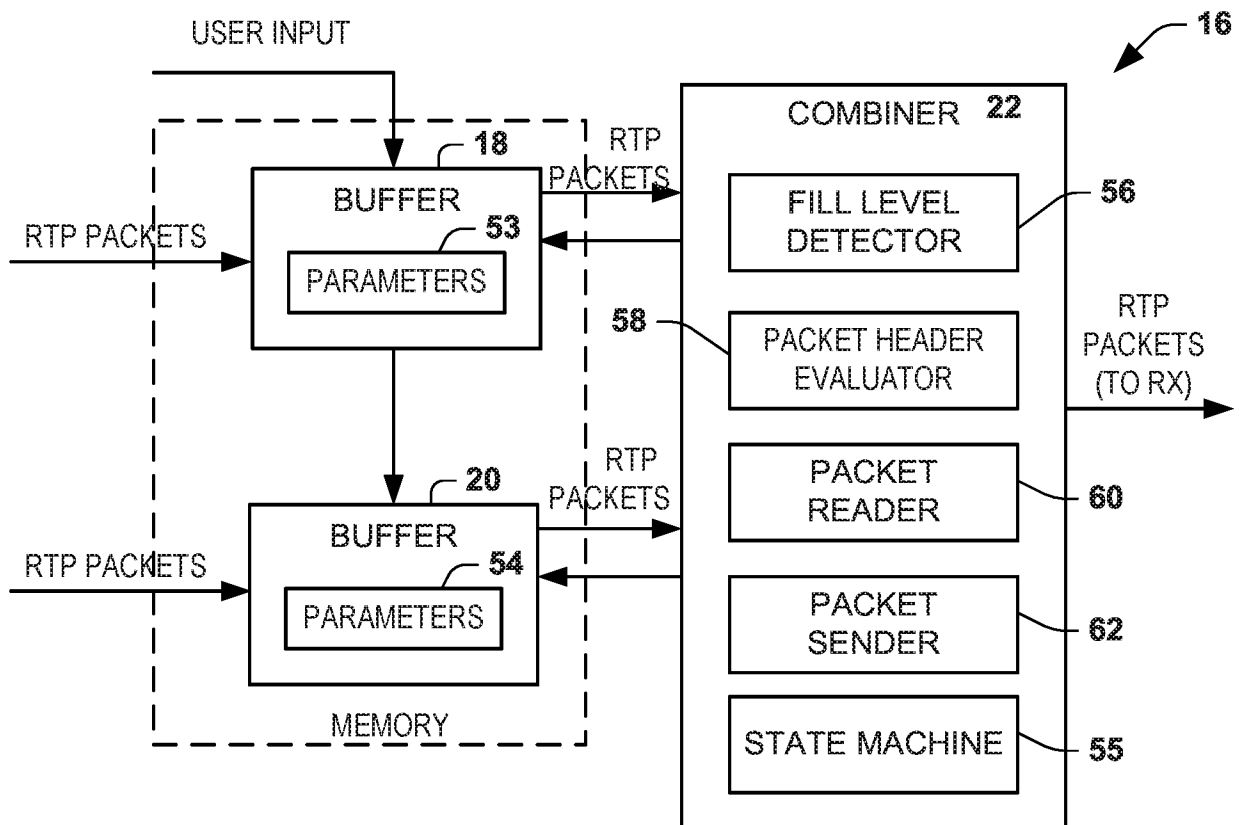 USER INPUT
16
COMBINER 22
18
RTP
PACKETS
BUFFER
56
FILL LEVEL
DETECTOR
RTP PACKETS
53
PARAMETERS
58
PACKET HEADER
EVALUATOR
RTP
PACKETS
(TO RX)
20
RTP
PACKETS
PACKET
READER
60
BUFFER
RTP PACKETS
54
PARAMETERS
PACKET
SENDER
62
MEMORY
STATE MACHINE
55